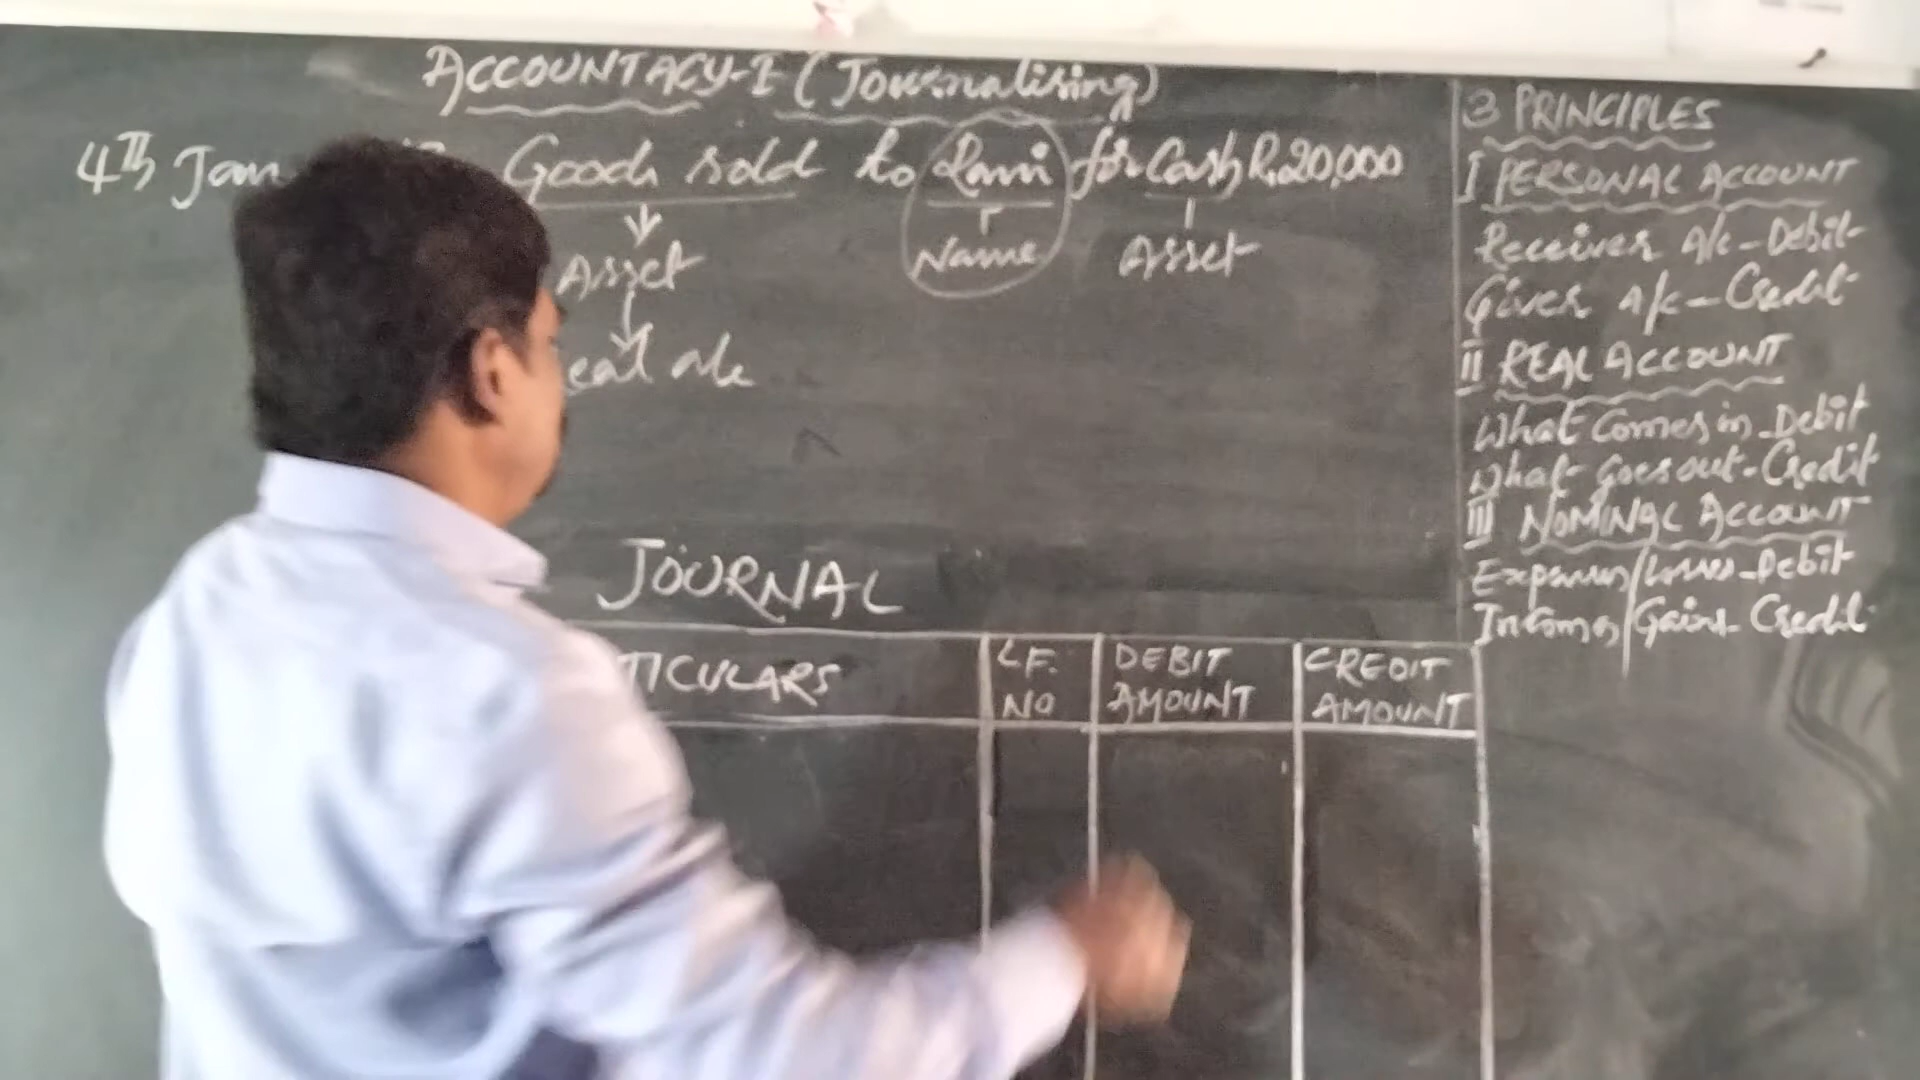 ACCOUNTACY-I (Journalising)
4Th Jan Goods sold to Rami for Cash Rs.20,000
Asset
Name
Asset
eal a/c
JOURNAL
TICULARS
L.F. NO
DEBIT AMOUNT
CREDIT AMOUNT
3 PRINCIPLES
I PERSONAL ACCOUNT
Receiver A/c - Debit
Giver A/c - Credit
II REAL ACCOUNT
What Comes in - Debit
What Goes out - Credit
III NOMINAL ACCOUNT
Expenses/Losses - Debit
Incomes/Gains - Credit